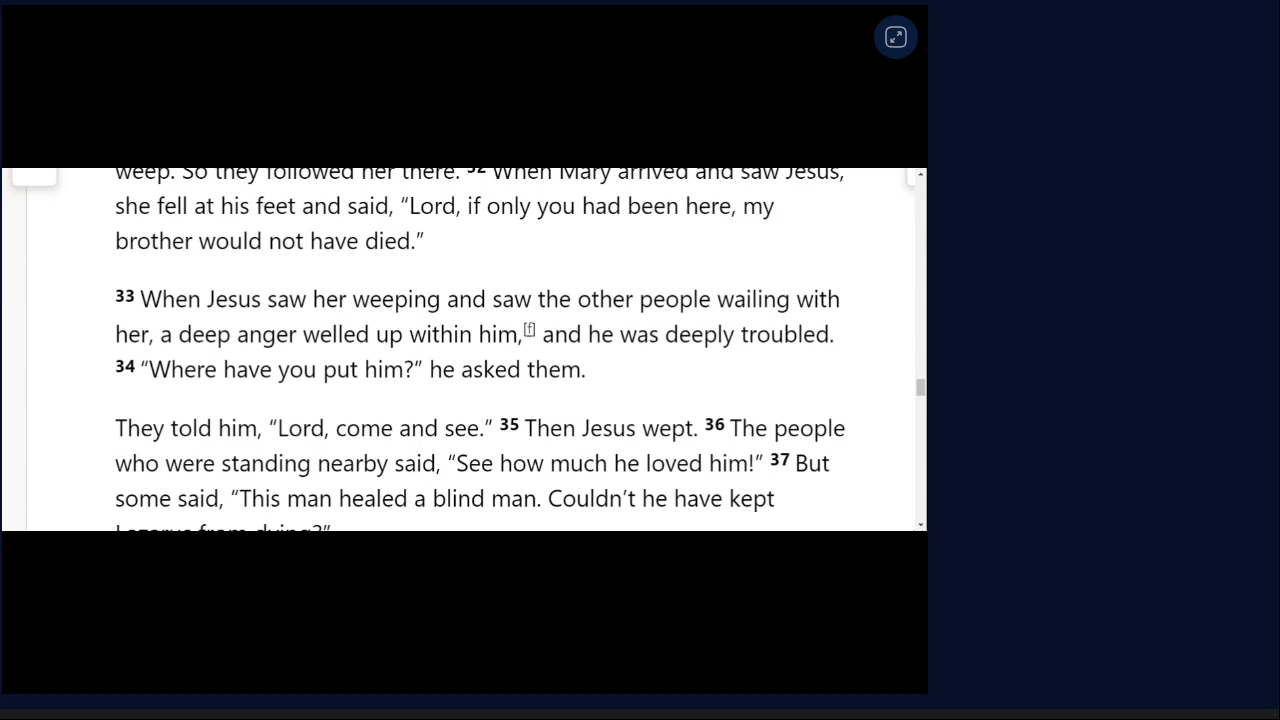 weep. So they followed her there. 32 When Mary arrived and saw Jesus,
she fell at his feet and said, “Lord, if only you had been here, my
brother would not have died.”
33 When Jesus saw her weeping and saw the other people wailing with
her, a deep anger welled up within him,[f] and he was deeply troubled.
34 “Where have you put him?” he asked them.
They told him, “Lord, come and see.” 35 Then Jesus wept. 36 The people
who were standing nearby said, “See how much he loved him!” 37 But
some said, “This man healed a blind man. Couldn’t he have kept
Lazarus from dying?”